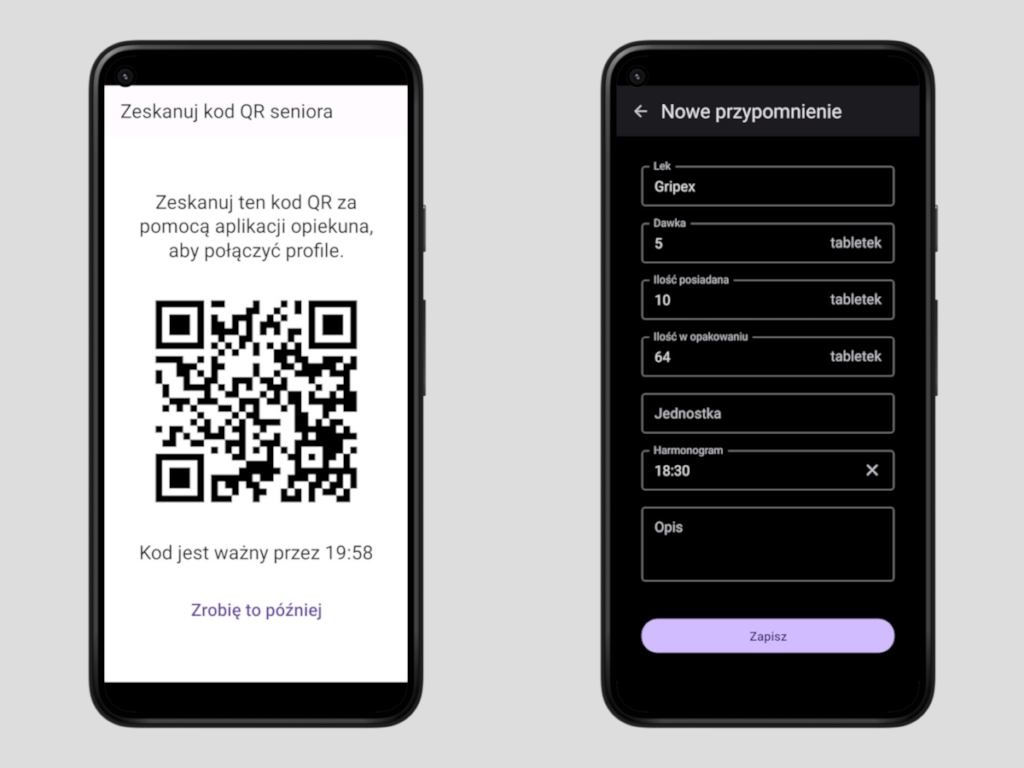 Zeskanuj kod QR seniora
Zeskanuj ten kod QR za
pomocą aplikacji opiekuna,
aby połączyć profile.
Kod jest ważny przez 19:58
Zrobię to później
Nowe przypomnienie
Lek
Gripex
Dawka
5 tabletek
Ilość posiadana
10 tabletek
Ilość w opakowaniu
64 tabletek
Jednostka
Harmonogram
18:30
Opis
Zapisz